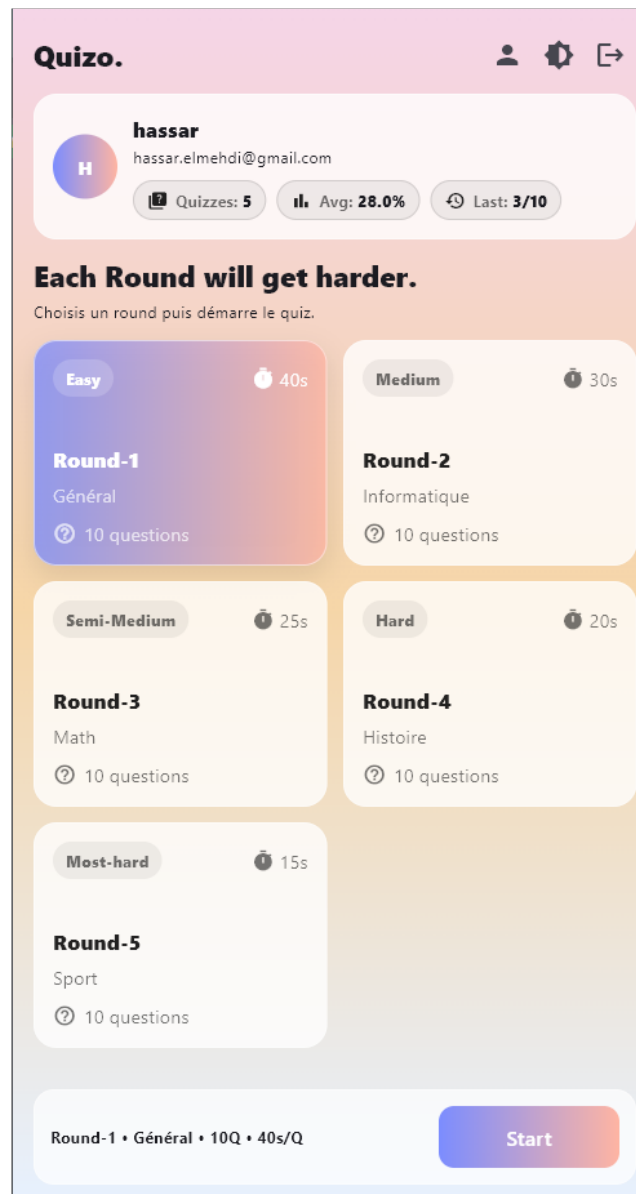 Quizo.
H
hassar
hassar.elmehdi@gmail.com
Quizzes: 5
Avg: 28.0%
Last: 3/10
Each Round will get harder.
Choisis un round puis démarre le quiz.
Easy
40s
Round-1
Général
10 questions
Medium
30s
Round-2
Informatique
10 questions
Semi-Medium
25s
Round-3
Math
10 questions
Hard
20s
Round-4
Histoire
10 questions
Most-hard
15s
Round-5
Sport
10 questions
Round-1 • Général • 10Q • 40s/Q
Start